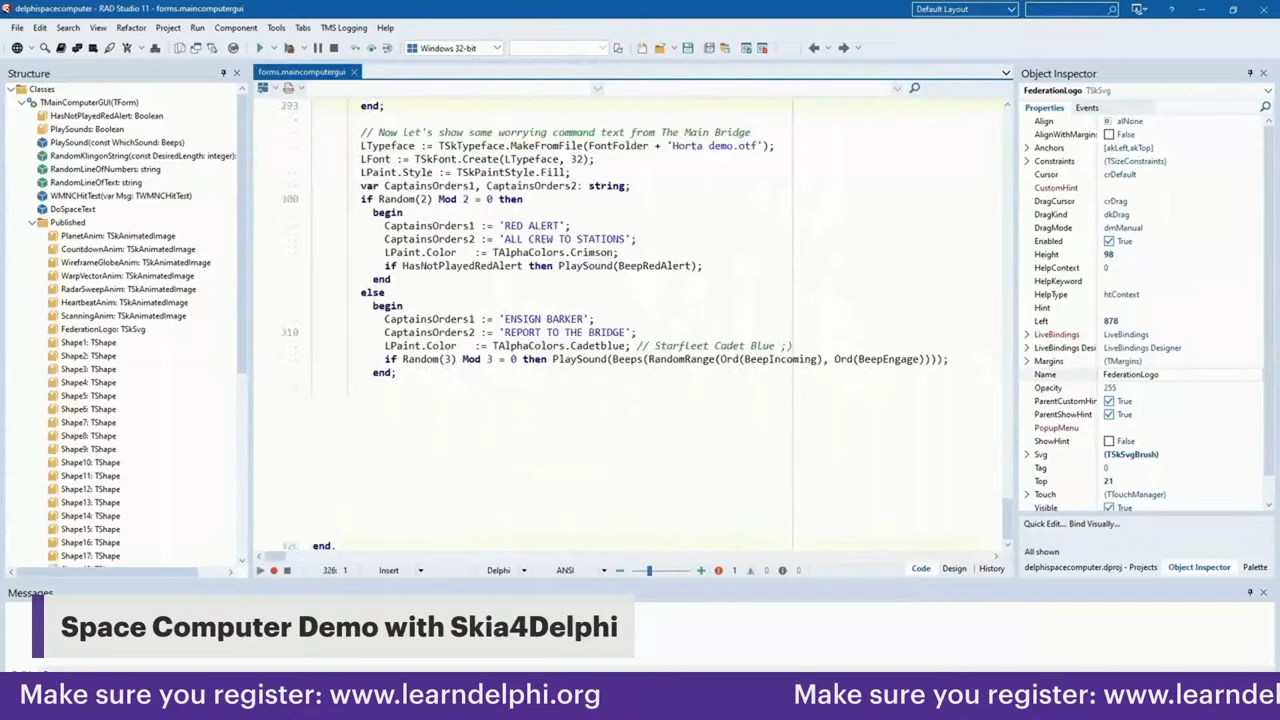 delphispacecomputer - RAD Studio 11 - forms.maincomputergui
Default Layout
File Edit Search View Refactor Project Run Component Tools Tabs TMS Logging Help
Windows 32-bit
Structure
Classes
TMainComputerGUI(TForm)
HasNotPlayedRedAlert: Boolean
PlaySounds: Boolean
PlaySound(const WhichSound: Beeps)
RandomKlingonString(const DesiredLength: integer):
RandomLineOfNumbers: string
RandomLineOfText: string
WMNCHitTest(var Msg: TWMNCHitTest)
DoSpaceText
Published
PlanetAnim: TSkAnimatedImage
CountdownAnim: TSkAnimatedImage
WireframeGlobeAnim: TSkAnimatedImage
WarpVectorAnim: TSkAnimatedImage
RadarSweepAnim: TSkAnimatedImage
HeartbeatAnim: TSkAnimatedImage
ScanningAnim: TSkAnimatedImage
FederationLogo: TSkSvg
Shape1: TShape
Shape2: TShape
Shape3: TShape
Shape4: TShape
Shape5: TShape
Shape6: TShape
Shape7: TShape
Shape8: TShape
Shape9: TShape
Shape10: TShape
Shape11: TShape
Shape12: TShape
Shape13: TShape
Shape14: TShape
Shape15: TShape
Shape16: TShape
Shape17: TShape
forms.maincomputergui
293 end;
// Now let's show some worrying command text from The Main Bridge
LTypeface := TSkTypeface.MakeFromFile(FontFolder + 'Horta demo.otf');
LFont := TSkFont.Create(LTypeface, 32);
LPaint.Style := TSkPaintStyle.Fill;
var CaptainsOrders1, CaptainsOrders2: string;
300 if Random(2) Mod 2 = 0 then
begin
CaptainsOrders1 := 'RED ALERT';
CaptainsOrders2 := 'ALL CREW TO STATIONS';
LPaint.Color := TAlphaColors.Crimson;
if HasNotPlayedRedAlert then PlaySound(BeepRedAlert);
end
else
begin
CaptainsOrders1 := 'ENSIGN BARKER';
310 CaptainsOrders2 := 'REPORT TO THE BRIDGE';
LPaint.Color := TAlphaColors.Cadetblue; // Starfleet Cadet Blue ;)
if Random(3) Mod 3 = 0 then PlaySound(Beeps(RandomRange(Ord(BeepIncoming), Ord(BeepEngage))));
end;
end.
326: 1 Insert Delphi ANSI 1 0 0 Code Design History
Object Inspector
FederationLogo TSkSvg
Properties Events
Align alNone
AlignWithMargin: False
Anchors [akLeft,akTop]
Constraints (TSizeConstraints)
Cursor crDefault
CustomHint
DragCursor crDrag
DragKind dkDrag
DragMode dmManual
Enabled True
Height 98
HelpContext 0
HelpKeyword
HelpType htContext
Hint
Left 878
LiveBindings LiveBindings
LiveBindings Desi LiveBindings Designer
Margins (TMargins)
Name FederationLogo
Opacity 255
ParentCustomHin True
ParentShowHint True
PopupMenu
ShowHint False
Svg (TSkSvgBrush)
Tag 0
Top 21
Touch (TTouchManager)
Visible True
Quick Edit... Bind Visually...
All shown
delphispacecomputer.dproj - Projects Object Inspector Palette
Messages
Space Computer Demo with Skia4Delphi
Make sure you register: www.learndelphi.org Make sure you register: www.learndel